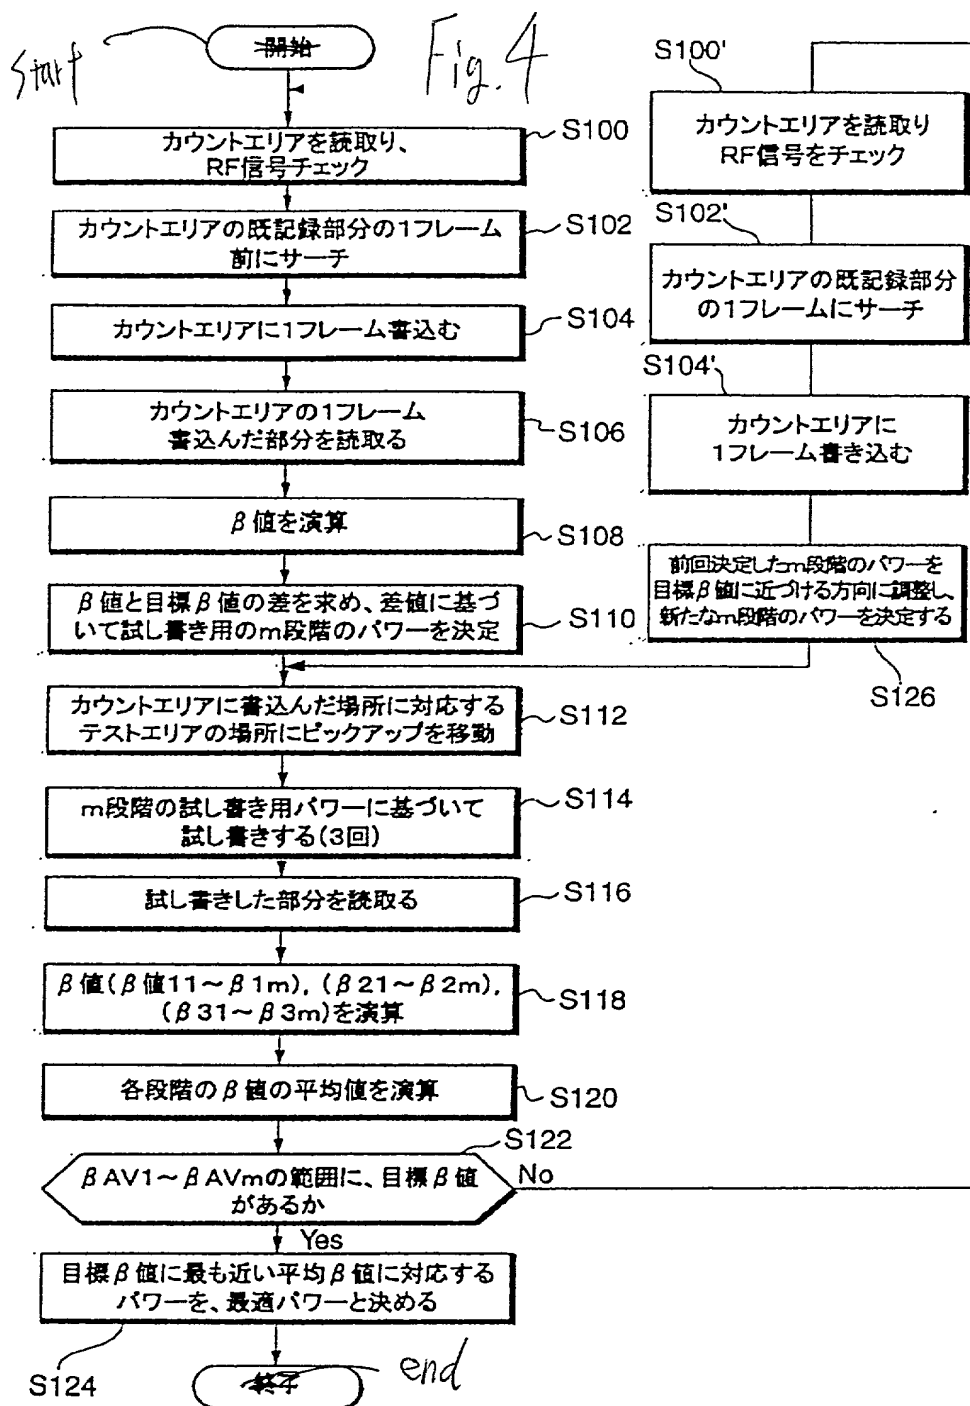 start
開始
Fig. 4
カウントエリアを読取り、
RF信号チェック
S100
カウントエリアの既記録部分の1フレーム
前にサーチ
S102
カウントエリアに1フレーム書込む
S104
カウントエリアの1フレーム
書込んだ部分を読取る
S106
β値を演算
S108
β値と目標β値の差を求め、差値に基づ
いて試し書き用のm段階のパワーを決定
S110
カウントエリアに書込んだ場所に対応する
テストエリアの場所にピックアップを移動
S112
m段階の試し書き用パワーに基づいて
試し書きする(3回)
S114
試し書きした部分を読取る
S116
β値(β値11～β1m), (β21～β2m),
(β31～β3m)を演算
S118
各段階のβ値の平均値を演算
S120
S122
βAV1～βAVmの範囲に、目標β値
があるか
No
Yes
目標β値に最も近い平均β値に対応する
パワーを、最適パワーと決める
S124
終了
end
S100'
カウントエリアを読取り
RF信号をチェック
S102'
カウントエリアの既記録部分
の1フレームにサーチ
S104'
カウントエリアに
1フレーム書き込む
前回決定したm段階のパワーを
目標β値に近づける方向に調整し、
新たなm段階のパワーを決定する
S126